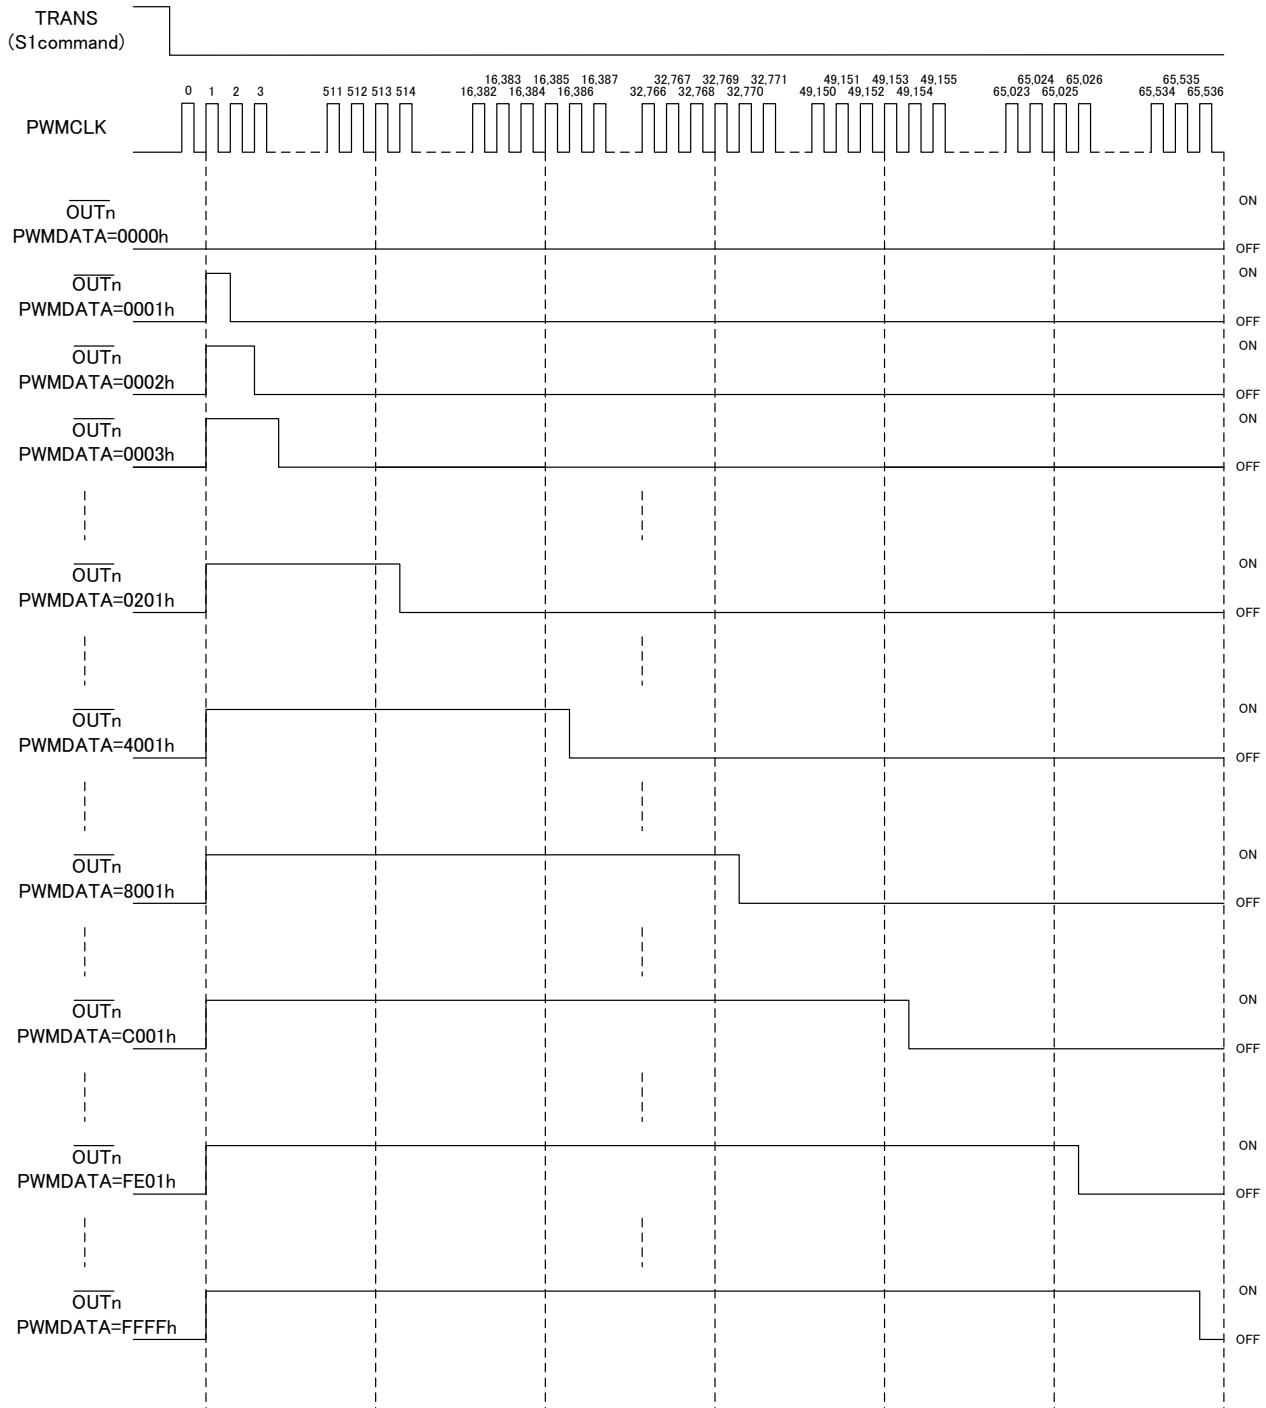 TRANS
(S1command)
16,383 16,385 16,387 32,767 32,769 32,771 49,151 49,153 49,155 65,024 65,026 65,535
0 1 2 3 511 512 513 514 16,382 16,384 16,386 32,766 32,768 32,770 49,150 49,152 49,154 65,023 65,025 65,534 65,536
PWMCLK
OUTn
PWMDATA=0000h
ON
OFF
OUTn
PWMDATA=0001h
ON
OFF
OUTn
PWMDATA=0002h
ON
OFF
OUTn
PWMDATA=0003h
ON
OFF
OUTn
PWMDATA=0201h
ON
OFF
OUTn
PWMDATA=4001h
ON
OFF
OUTn
PWMDATA=8001h
ON
OFF
OUTn
PWMDATA=C001h
ON
OFF
OUTn
PWMDATA=FE01h
ON
OFF
OUTn
PWMDATA=FFFFh
ON
OFF